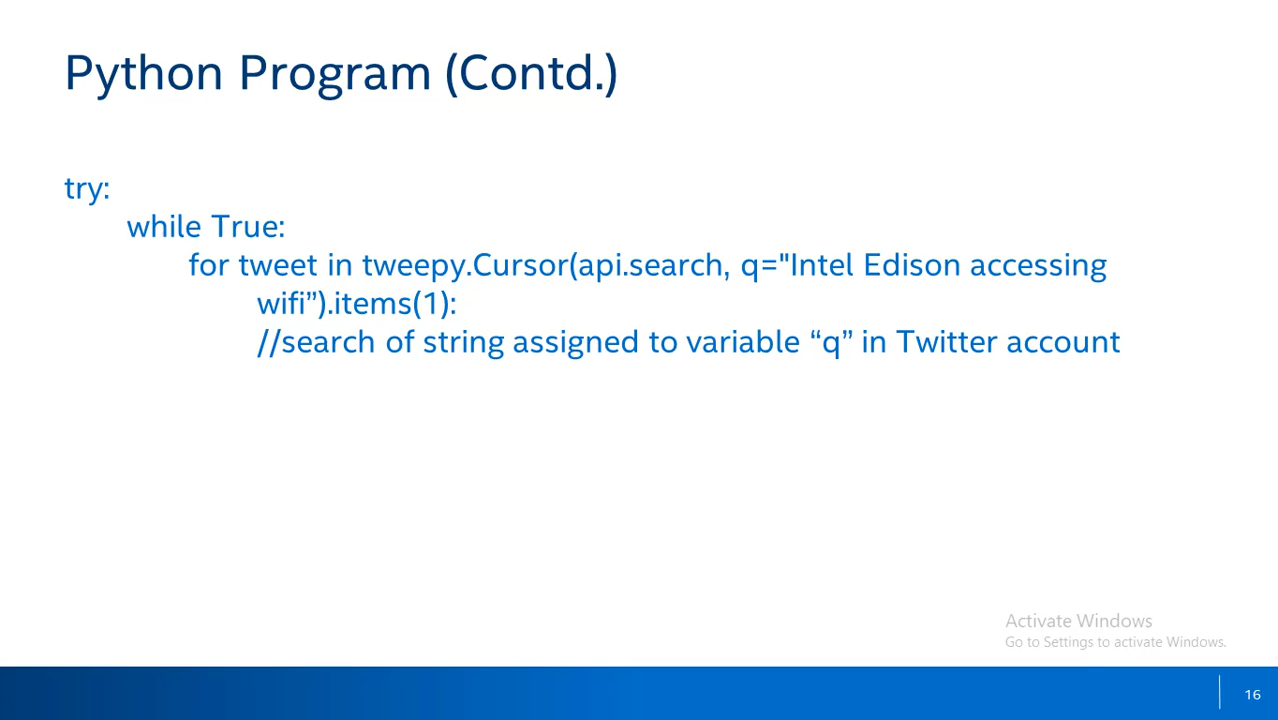 Python Program (Contd.)
try:
while True:
for tweet in tweepy.Cursor(api.search, q="Intel Edison accessing
wifi”).items(1):
//search of string assigned to variable “q” in Twitter account
Activate Windows
Go to Settings to activate Windows.
16